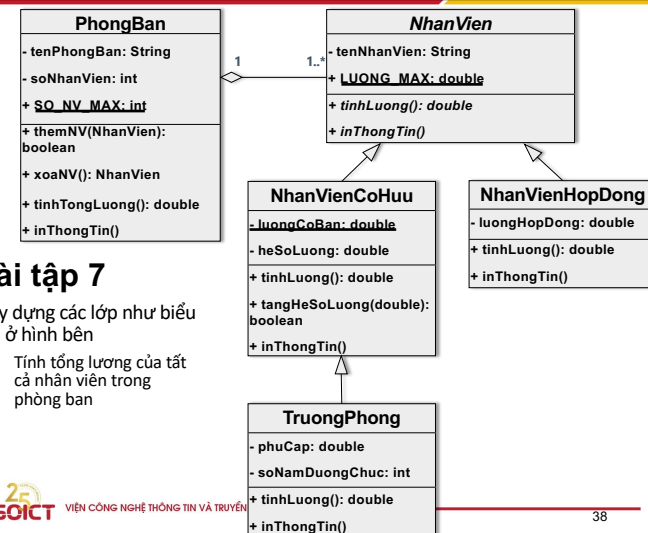 PhongBan
- tenPhongBan: String
- soNhanVien: int
+ SO_NV_MAX: int
+ themNV(NhanVien):
boolean
+ xoaNV(): NhanVien
+ tinhTongLuong(): double
+ inThongTin()
1
1..*
NhanVien
- tenNhanVien: String
+ LUONG_MAX: double
+ tinhLuong(): double
+ inThongTin()
NhanVienCoHuu
- luongCoBan: double
- heSoLuong: double
+ tinhLuong(): double
+ tangHeSoLuong(double):
boolean
+ inThongTin()
NhanVienHopDong
- luongHopDong: double
+ tinhLuong(): double
+ inThongTin()
ài tập 7
y dựng các lớp như biểu
ở hình bên
Tính tổng lương của tất
cả nhân viên trong
phòng ban
TruongPhong
- phuCap: double
- soNamDuongChuc: int
+ tinhLuong(): double
+ inThongTin()
25
SOICT
VIỆN CÔNG NGHỆ THÔNG TIN VÀ TRUYỀN
38